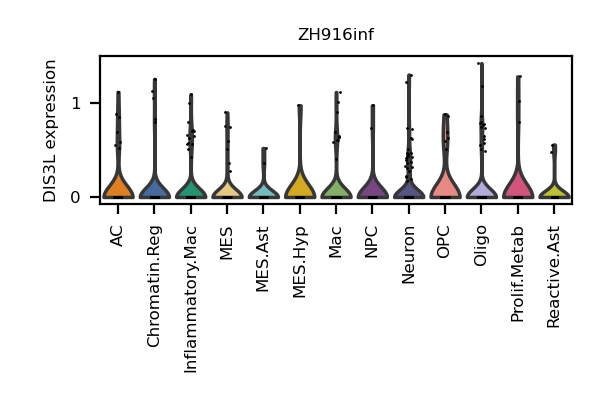 ZH916inf
DIS3L expression
1
0
AC
Chromatin.Reg
Inflammatory.Mac
MES
MES.Ast
MES.Hyp
Mac
NPC
Neuron
OPC
Oligo
Prolif.Metab
Reactive.Ast